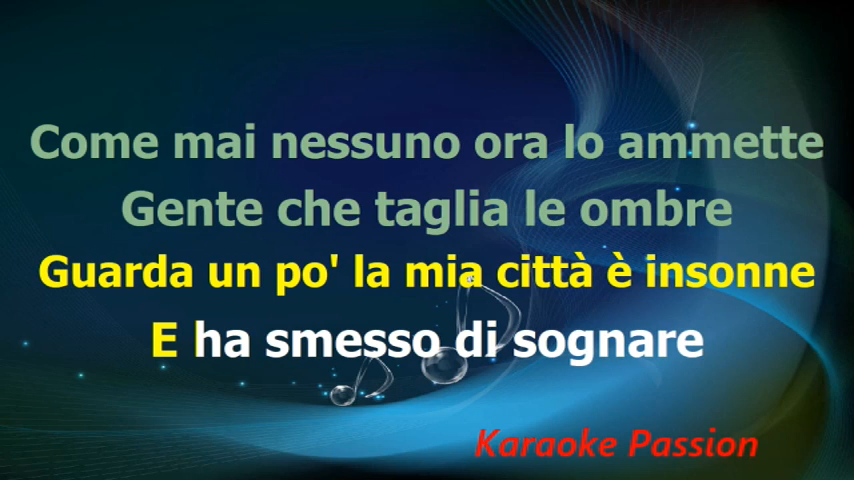 Come mai nessuno ora lo ammette
Gente che taglia le ombre
Guarda un po' la mia città è insonne
E ha smesso di sognare
Karaoke Passion